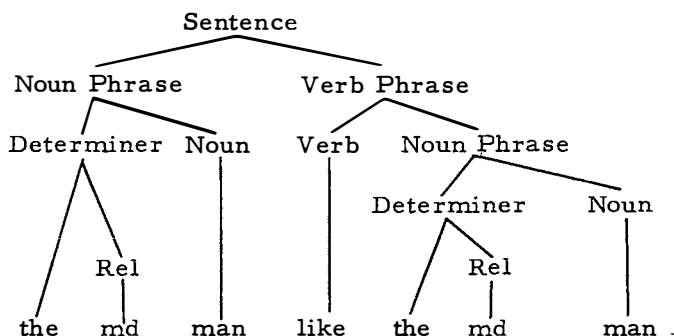 Sentence
Noun Phrase Verb Phrase
Determiner Noun Verb Noun Phrase
Determiner Noun
Rel Rel
the md man like the md man .